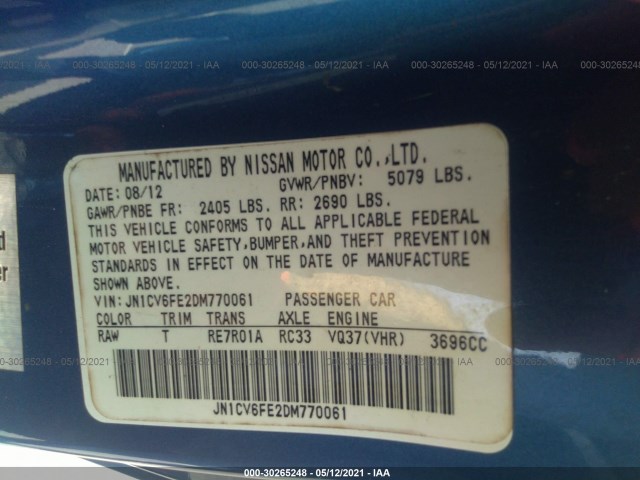 000-30265248 - 05/12/2021 - IAA
MANUFACTURED BY NISSAN MOTOR CO.,LTD.
DATE: 08/12 GVWR/PNBV: 5079 LBS.
GAWR/PNBE FR: 2405 LBS. RR: 2690 LBS.
THIS VEHICLE CONFORMS TO ALL APPLICABLE FEDERAL
MOTOR VEHICLE SAFETY,BUMPER,AND THEFT PREVENTION
STANDARDS IN EFFECT ON THE DATE OF MANUFACTURE
SHOWN ABOVE.
VIN: JN1CV6FE2DM770061 PASSENGER CAR
COLOR TRIM TRANS AXLE ENGINE
RAW T RE7R01A RC33 VQ37(VHR) 3696CC
JN1CV6FE2DM770061
000-30265248 - 05/12/2021 - IAA